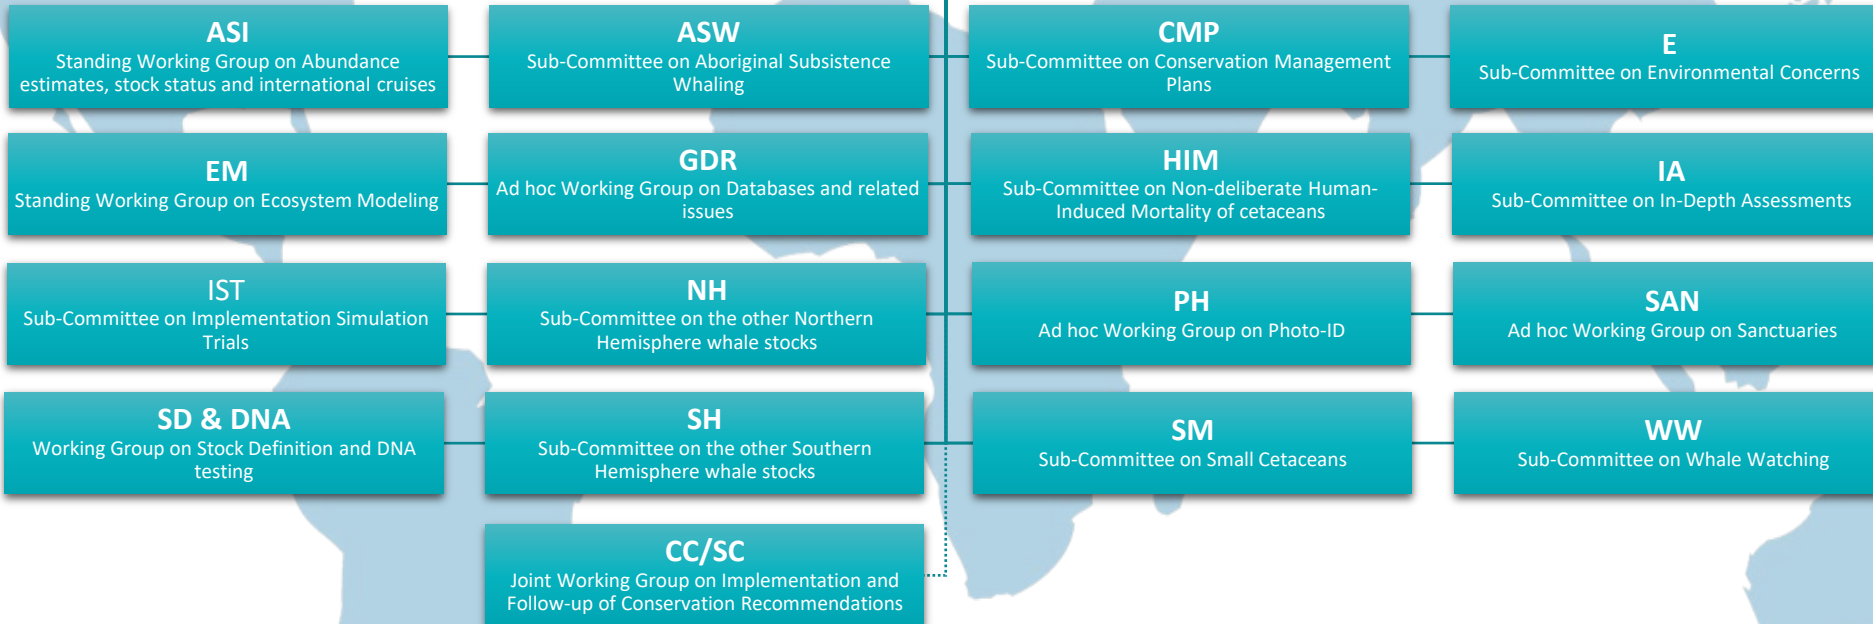 ASI
Standing Working Group on Abundance
estimates, stock status and international cruises
ASW
Sub-Committee on Aboriginal Subsistence
Whaling
CMP
Sub-Committee on Conservation Management
Plans
E
Sub-Committee on Environmental Concerns
EM
Standing Working Group on Ecosystem Modeling
GDR
Ad hoc Working Group on Databases and related
issues
HIM
Sub-Committee on Non-deliberate Human-
Induced Mortality of cetaceans
IA
Sub-Committee on In-Depth Assessments
IST
Sub-Committee on Implementation Simulation
Trials
NH
Sub-Committee on the other Northern
Hemisphere whale stocks
PH
Ad hoc Working Group on Photo-ID
SAN
Ad hoc Working Group on Sanctuaries
SD & DNA
Working Group on Stock Definition and DNA
testing
SH
Sub-Committee on the other Southern
Hemisphere whale stocks
SM
Sub-Committee on Small Cetaceans
WW
Sub-Committee on Whale Watching
CC/SC
Joint Working Group on Implementation and
Follow-up of Conservation Recommendations